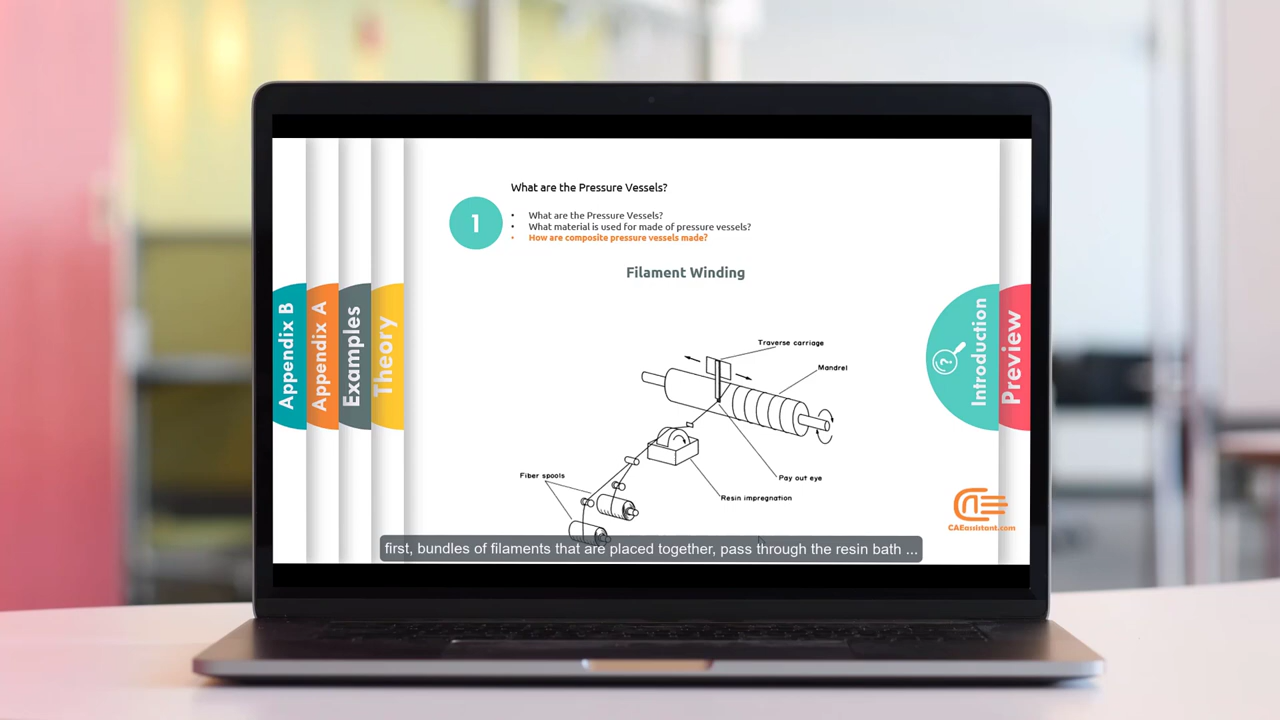 What are the Pressure Vessels?
1
• What are the Pressure Vessels?
• What material is used for made of pressure vessels?
• How are composite pressure vessels made?
Filament Winding
Appendix B
Appendix A
Examples
Theory
Introduction
?
Preview
Traverse carriage
Mandrel
Fiber spools
Pay out eye
Resin impregnation
CAEassistant.com
first, bundles of filaments that are placed together, pass through the resin bath ...